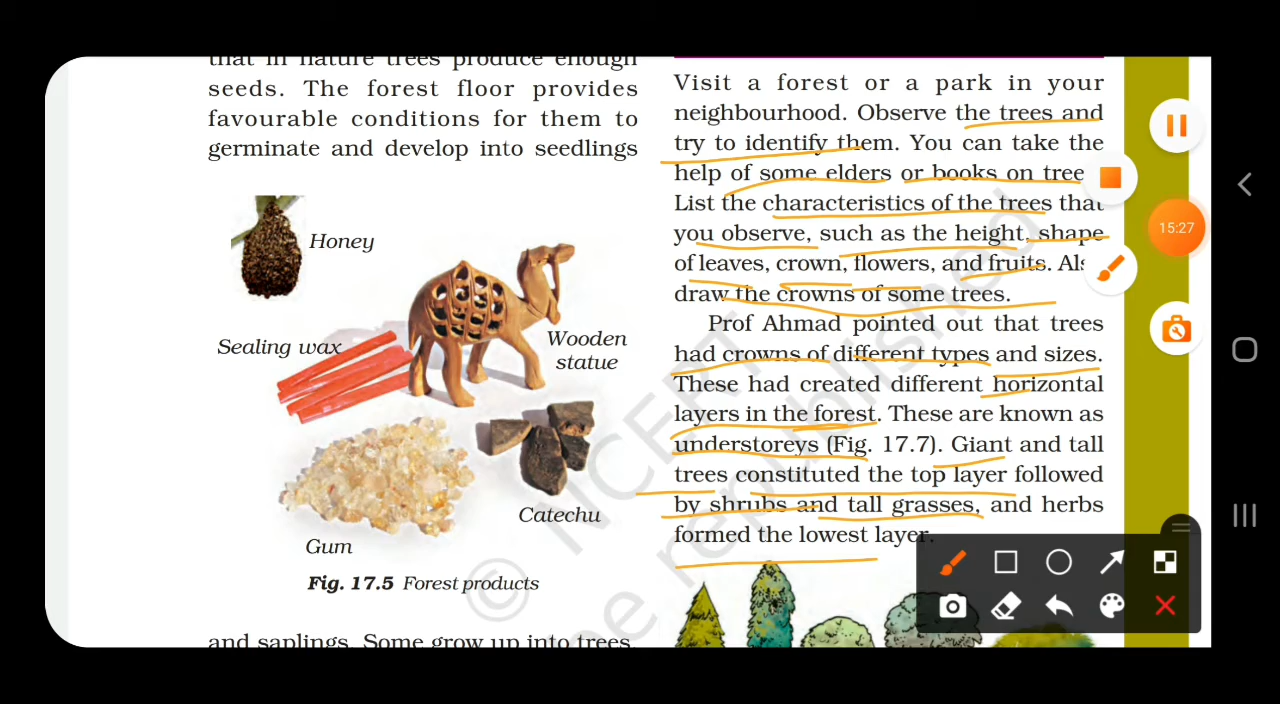 that in nature trees produce enough
seeds. The forest floor provides
favourable conditions for them to
germinate and develop into seedlings
Honey
Sealing wax
Wooden
statue
Catechu
Gum
Fig. 17.5 Forest products
and saplings. Some grow up into trees.
Visit a forest or a park in your
neighbourhood. Observe the trees and
try to identify them. You can take the
help of some elders or books on tree
List the characteristics of the trees that
you observe, such as the height, shape
of leaves, crown, flowers, and fruits. Als
draw the crowns of some trees.
Prof Ahmad pointed out that trees
had crowns of different types and sizes.
These had created different horizontal
layers in the forest. These are known as
understoreys (Fig. 17.7). Giant and tall
trees constituted the top layer followed
by shrubs and tall grasses, and herbs
formed the lowest layer.
© NCERT
be republished
15:27